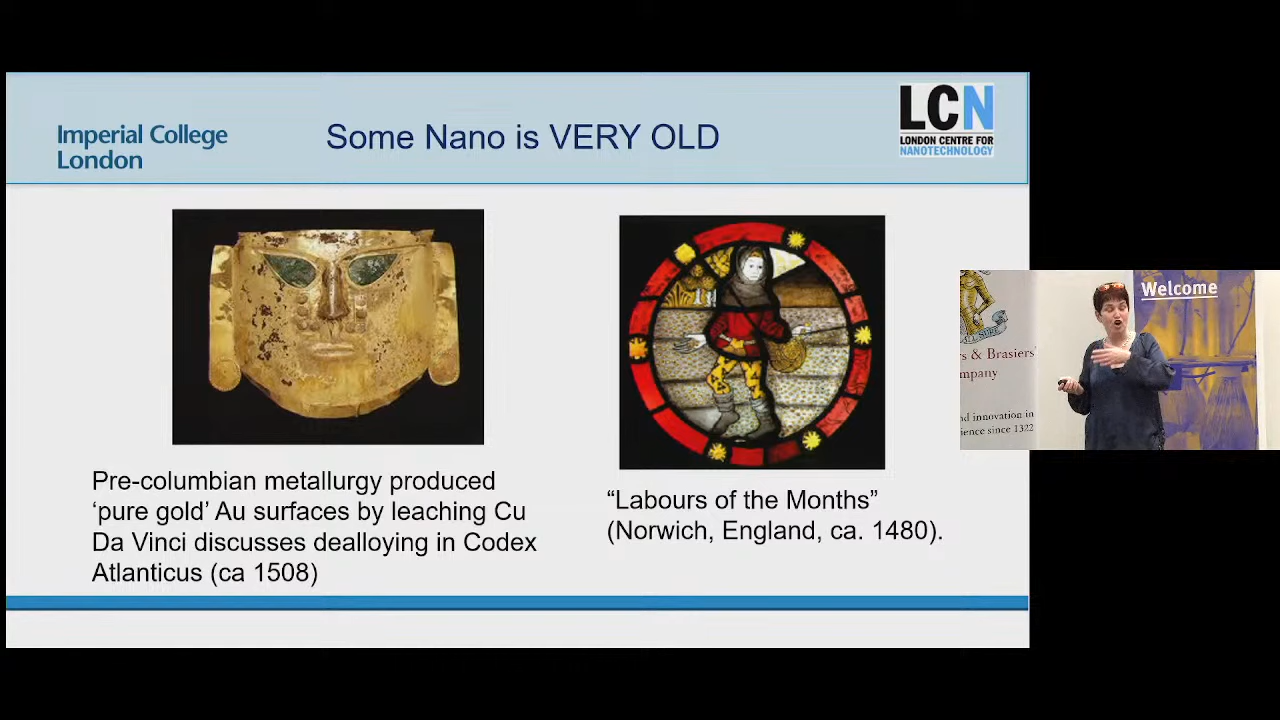 Imperial College
London
Some Nano is VERY OLD
LCN
LONDON CENTRE FOR
NANOTECHNOLOGY
Pre-columbian metallurgy produced
‘pure gold’ Au surfaces by leaching Cu
Da Vinci discusses dealloying in Codex
Atlanticus (ca 1508)
“Labours of the Months”
(Norwich, England, ca. 1480).
Welcome
& Brasiers'
mpany
nd innovation in
ience since 1322